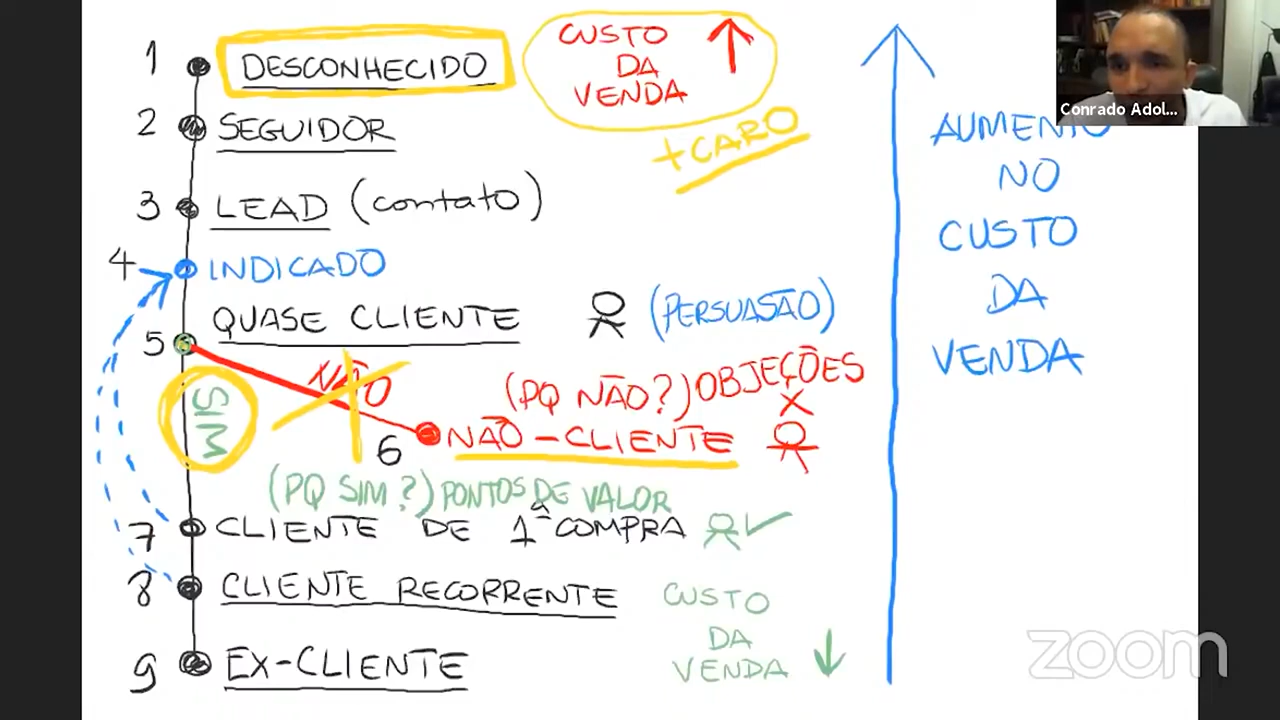 1 DESCONHECIDO
CUSTO
DA
VENDA
+ CARO
2 SEGUIDOR
3 LEAD (contato)
4 INDICADO
5 QUASE CLIENTE
(PERSUASÃO)
NÃO
SIM
(PQ NÃO?) OBJEÇÕES
6 NÃO-CLIENTE
(PQ SIM?) PONTOS DE VALOR
7 CLIENTE DE 1ª COMPRA
8 CLIENTE RECORRENTE
9 EX-CLIENTE
CUSTO
DA
VENDA
AUMENTO
NO
CUSTO
DA
VENDA
Conrado Adol...
zoom